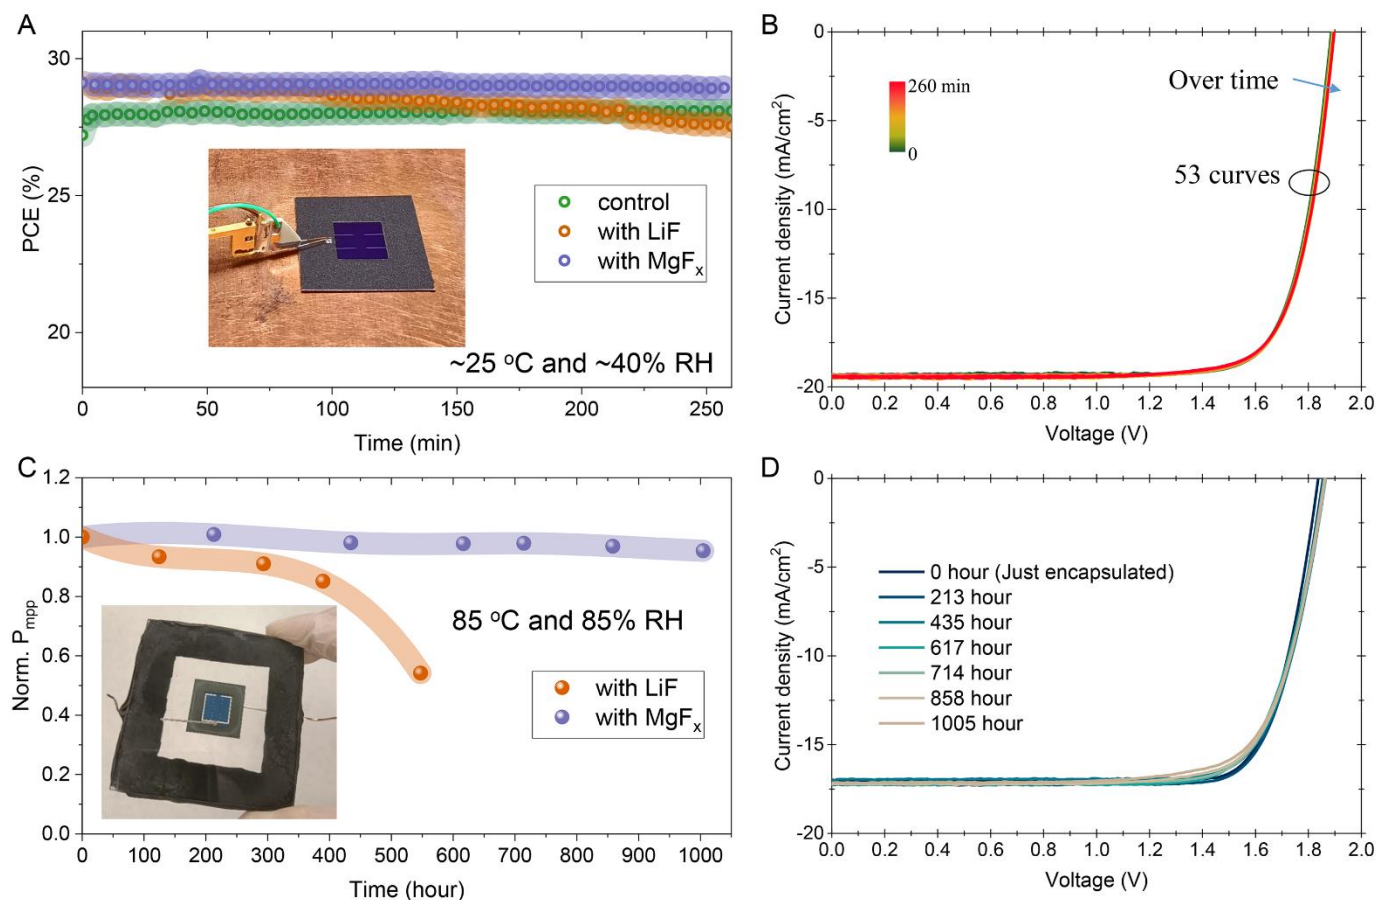 A
30
25
20
PCE (%)
control
with LiF
with MgFₓ
~25 °C and ~40% RH
0
50
100
150
200
250
Time (min)
B
0
-5
-10
-15
-20
Current density (mA/cm²)
260 min
0
Over time
53 curves
0.0
0.2
0.4
0.6
0.8
1.0
1.2
1.4
1.6
1.8
2.0
Voltage (V)
C
1.2
1.0
0.8
0.6
0.4
0.2
0.0
Norm. Pₘₚₚ
85 °C and 85% RH
with LiF
with MgFₓ
0
100
200
300
400
500
600
700
800
900
1000
Time (hour)
D
0
-5
-10
-15
-20
Current density (mA/cm²)
0 hour (Just encapsulated)
213 hour
435 hour
617 hour
714 hour
858 hour
1005 hour
0.0
0.2
0.4
0.6
0.8
1.0
1.2
1.4
1.6
1.8
2.0
Voltage (V)